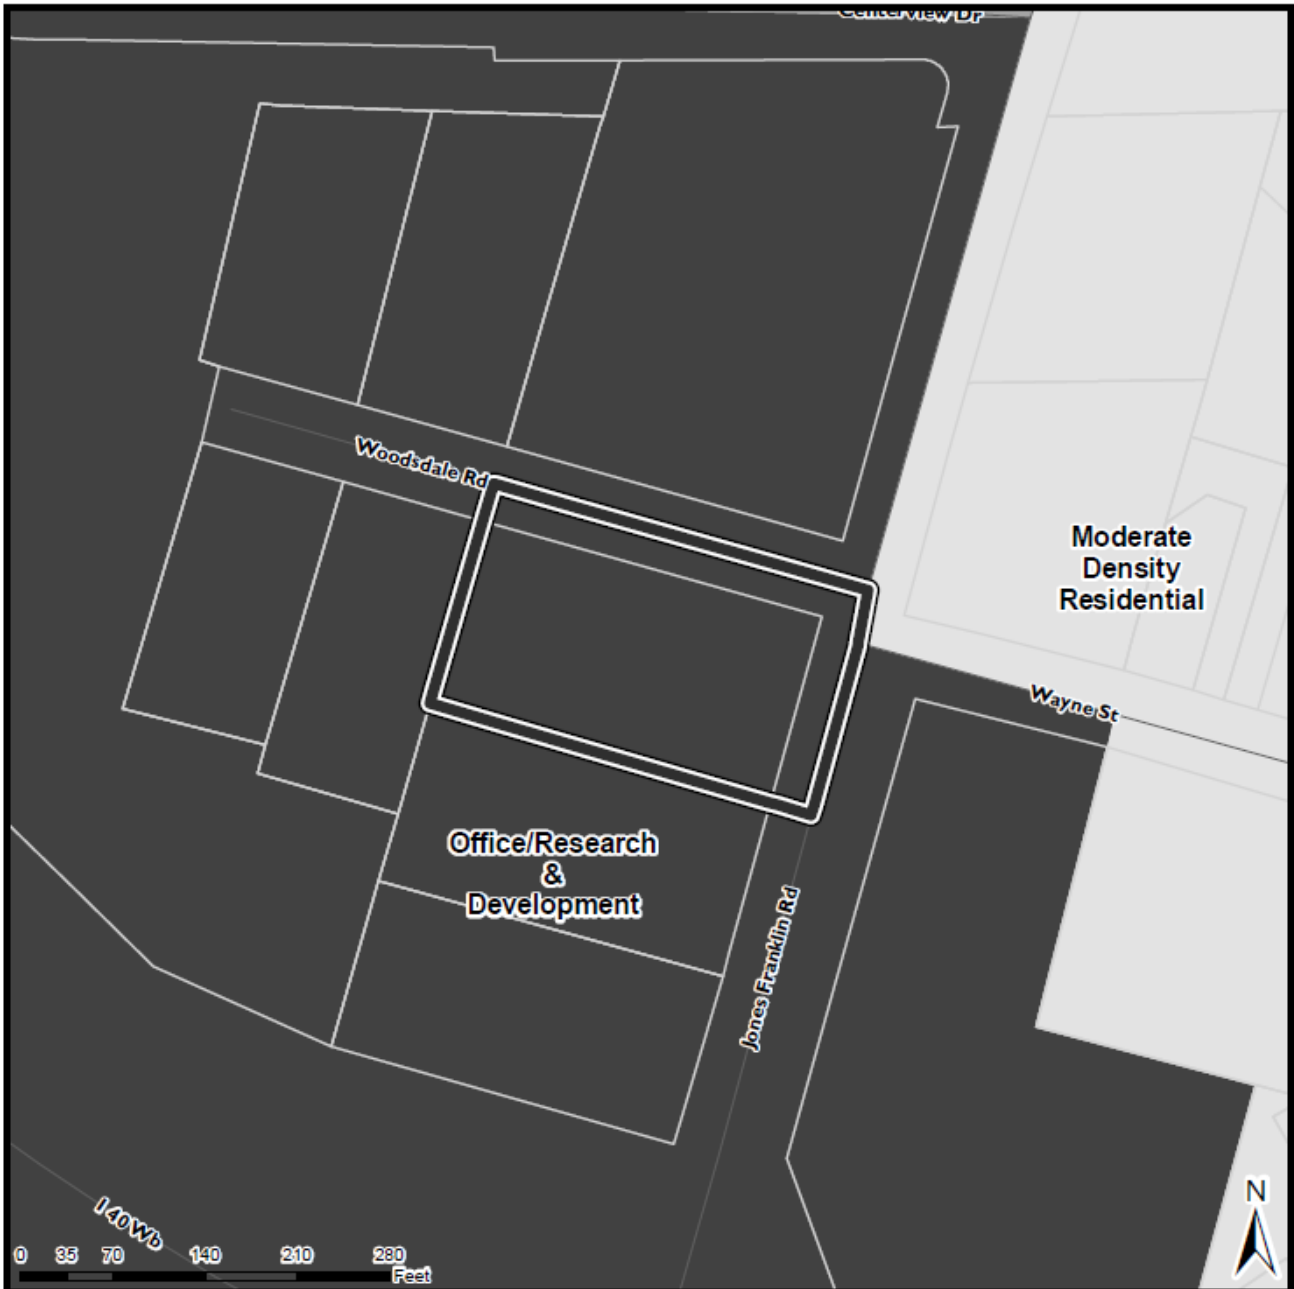 Centerview Dr
Woodsdale Rd
Moderate
Density
Residential
Wayne St
Office/Research
&
Development
Jones Franklin Rd
I 40 Wb
N
0 35 70 140 210 280
Feet